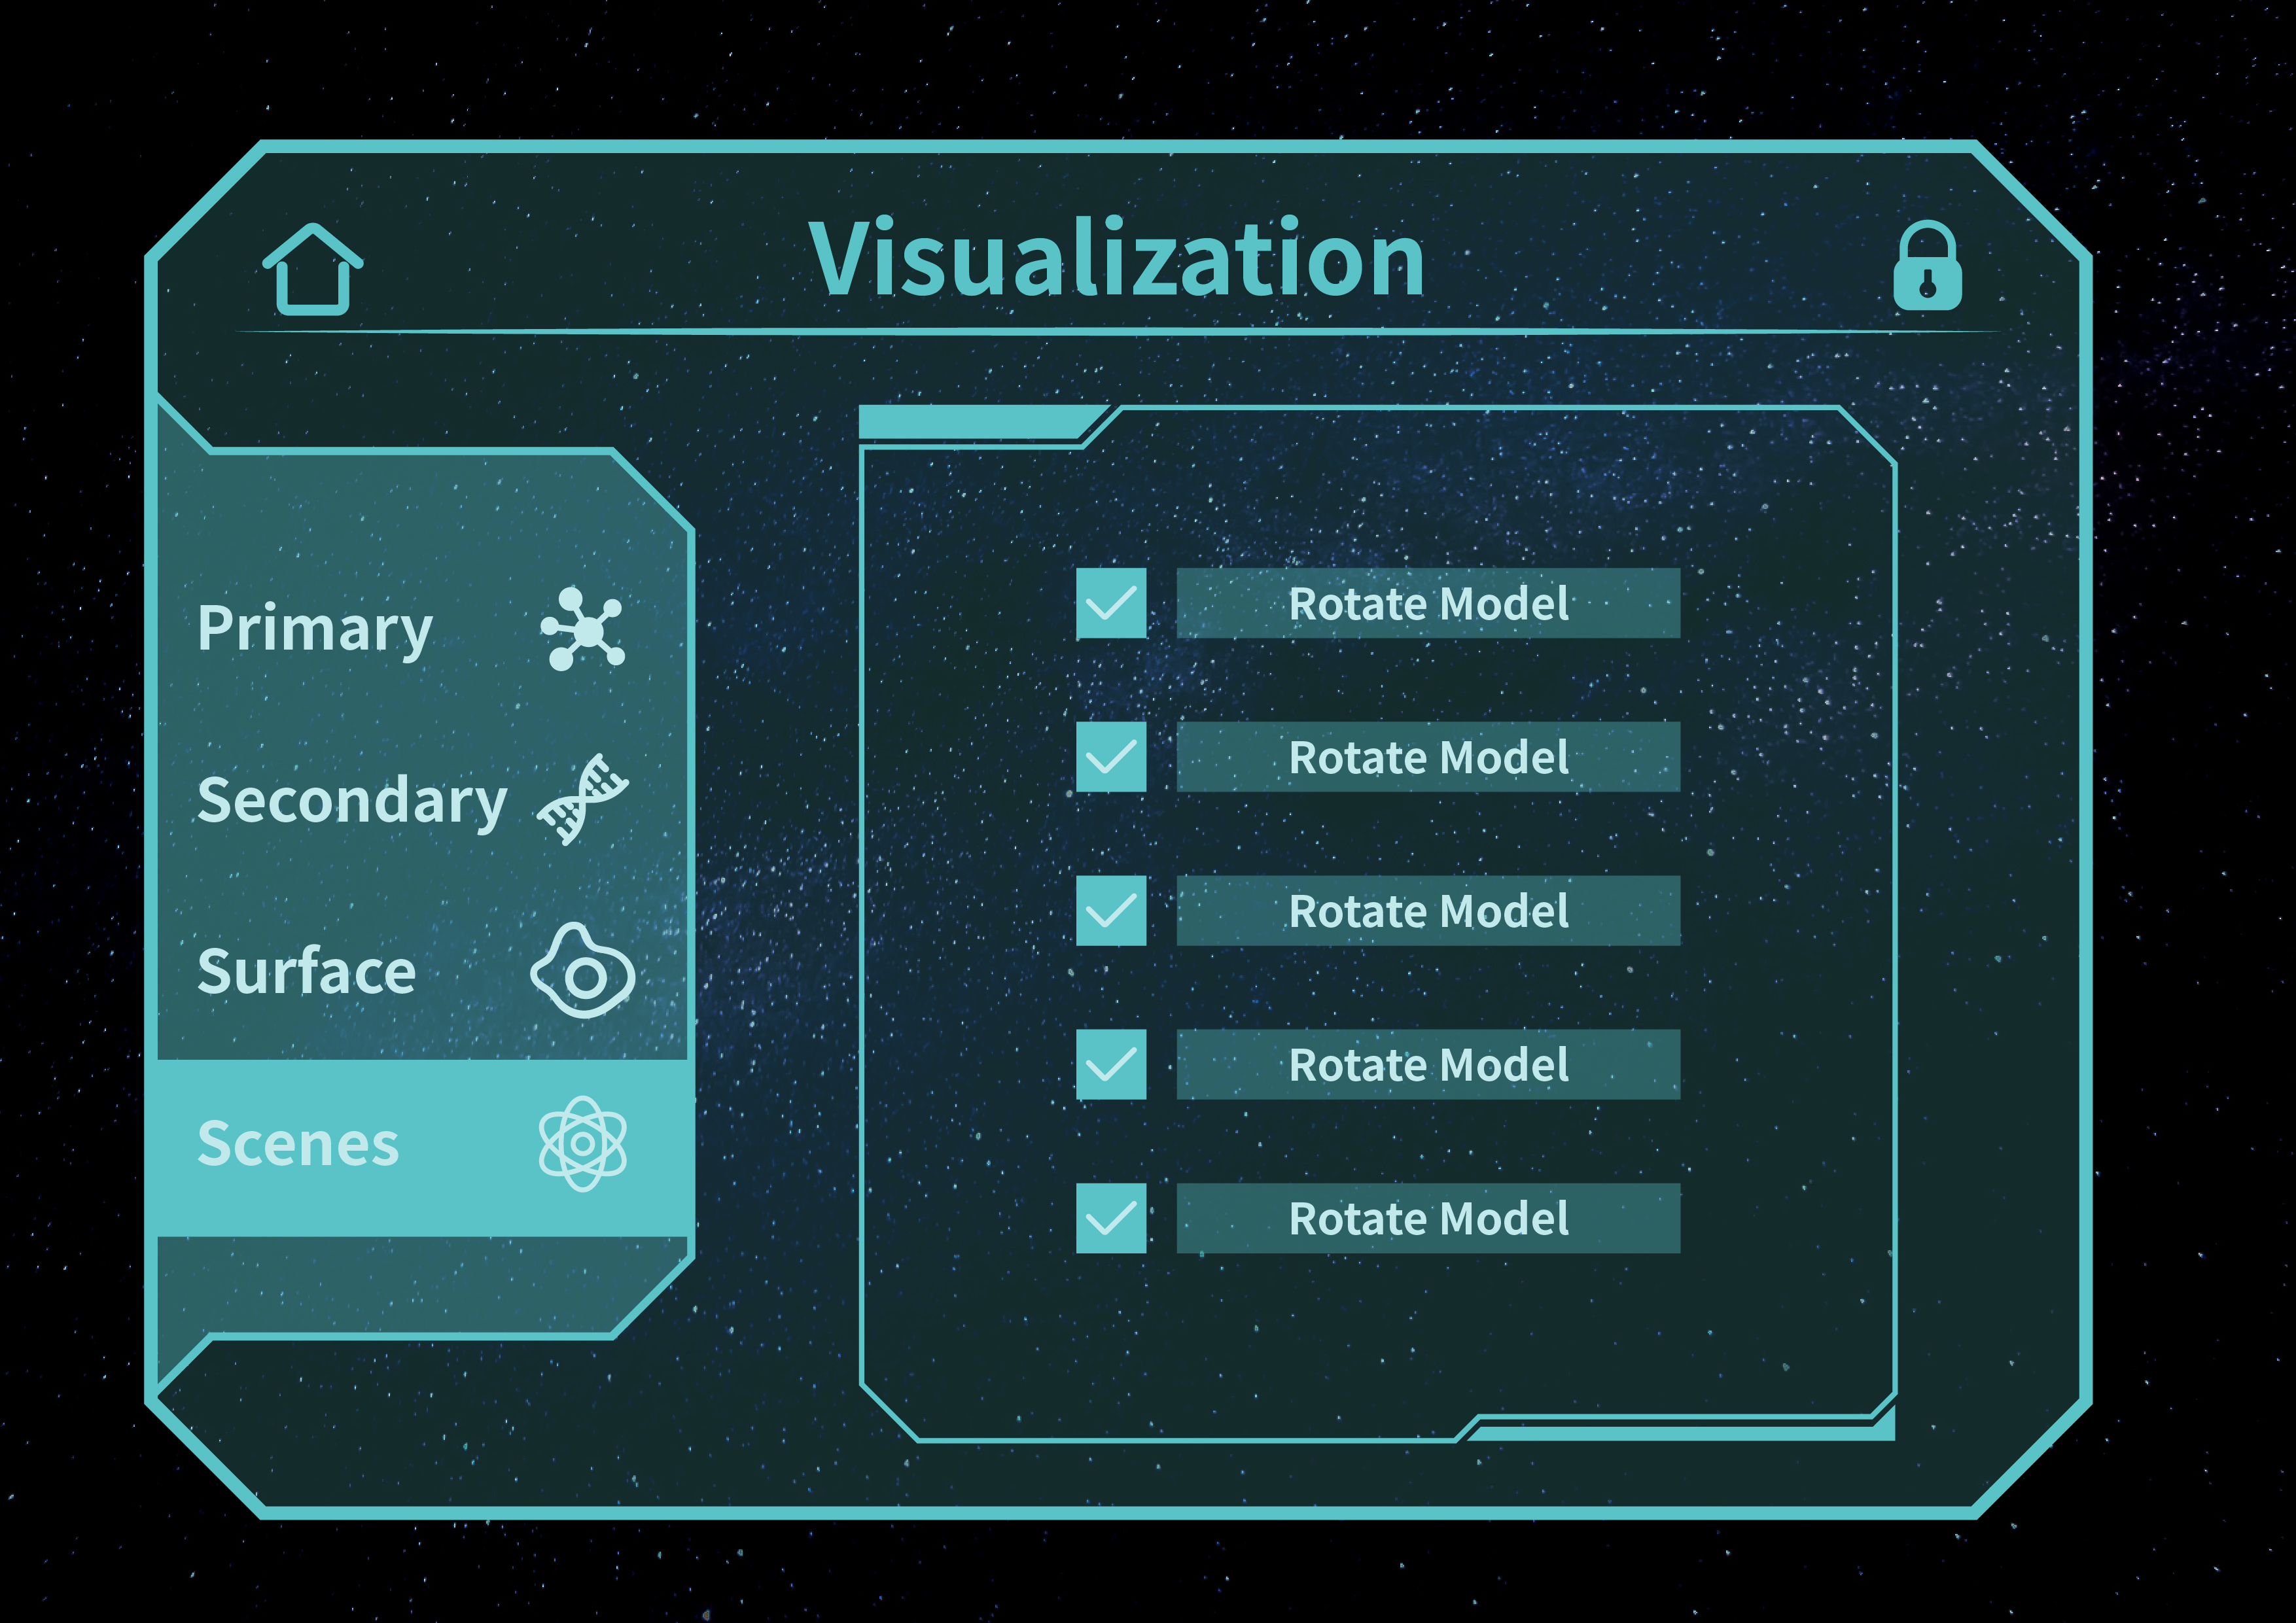 Visualization
Primary
Secondary
Surface
Scenes
Rotate Model
Rotate Model
Rotate Model
Rotate Model
Rotate Model